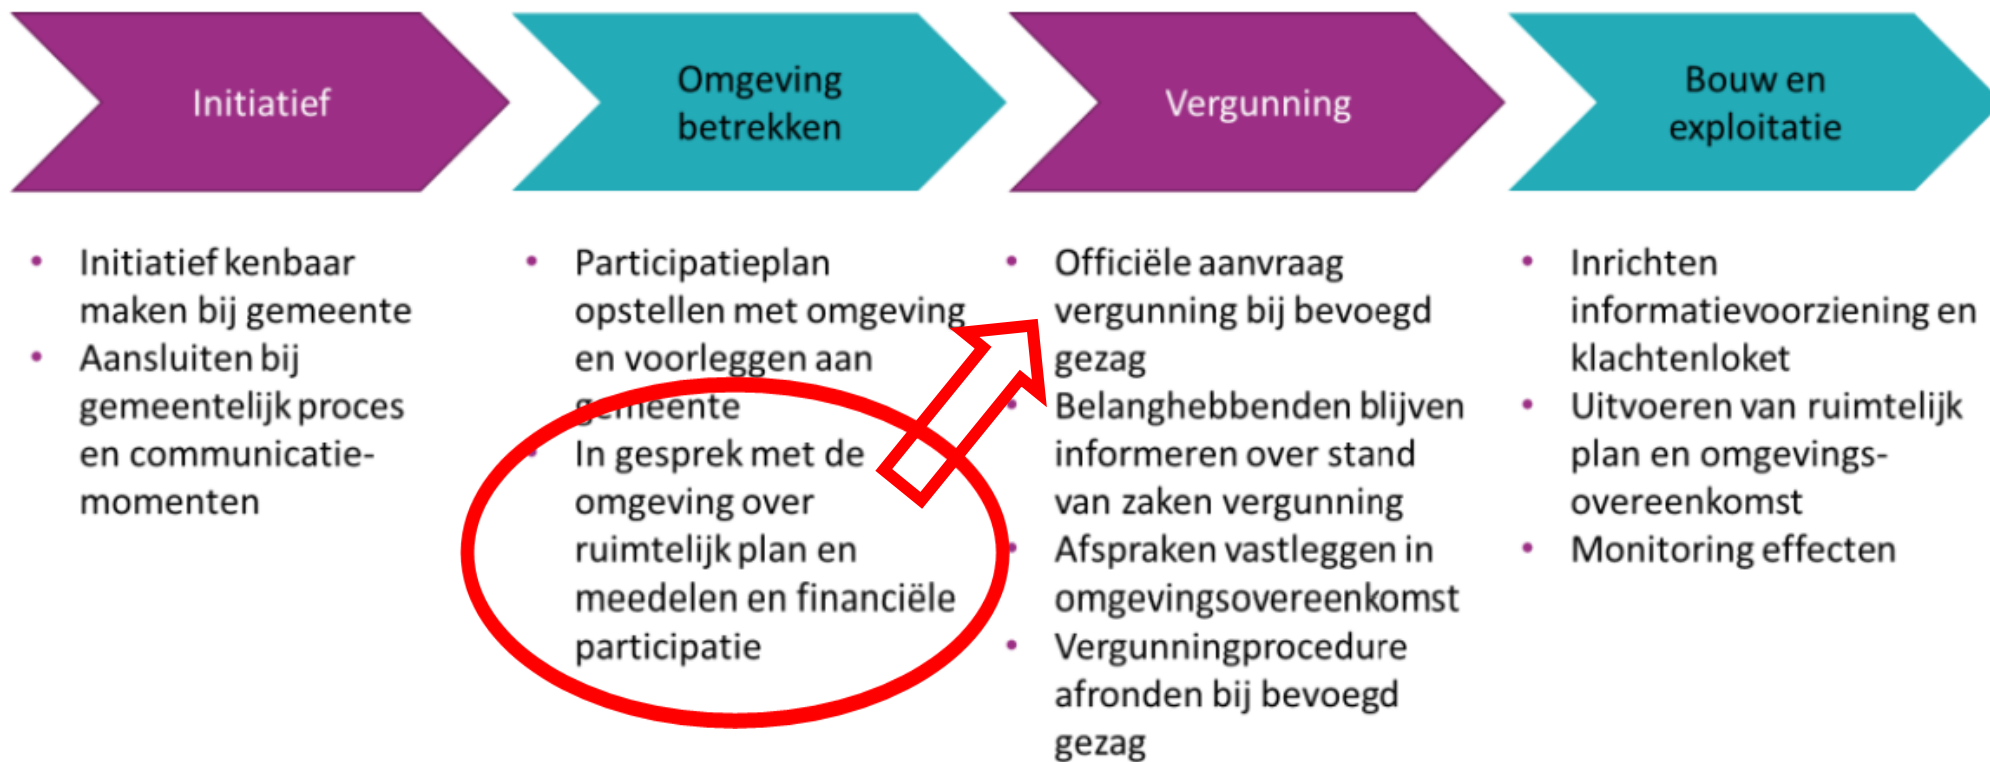 Initiatief
Omgeving
betrekken
Vergunning
Bouw en
exploitatie
• Initiatief kenbaar
maken bij gemeente
• Aansluiten bij
gemeentelijk proces
en communicatie-
momenten
• Participatieplan
opstellen met omgeving
en voorleggen aan
gemeente
• In gesprek met de
omgeving over
ruimtelijk plan en
meedelen en financiële
participatie
• Officiële aanvraag
vergunning bij bevoegd
gezag
• Belanghebbenden blijven
informeren over stand
van zaken vergunning
• Afspraken vastleggen in
omgevingsovereenkomst
• Vergunningprocedure
afronden bij bevoegd
gezag
• Inrichten
informatievoorziening en
klachtenloket
• Uitvoeren van ruimtelijk
plan en omgevings-
overeenkomst
• Monitoring effecten